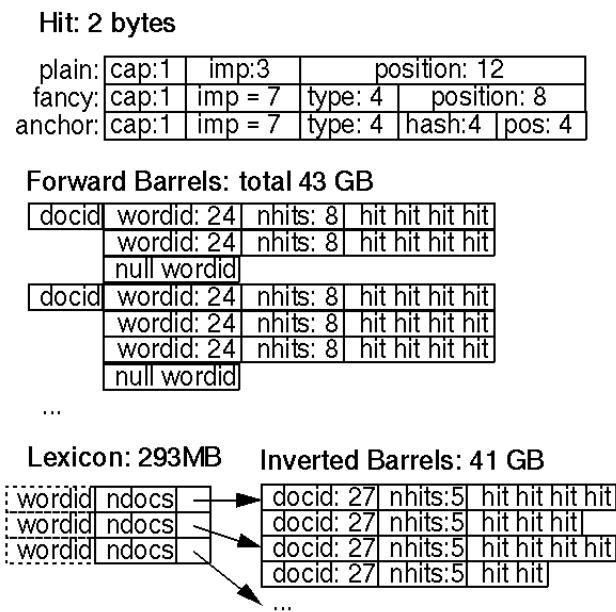 Hit: 2 bytes
plain: cap:1 imp:3 position: 12
fancy: cap:1 imp = 7 type: 4 position: 8
anchor: cap:1 imp = 7 type: 4 hash:4 pos: 4
Forward Barrels: total 43 GB
docid wordid: 24 nhits: 8 hit hit hit hit
wordid: 24 nhits: 8 hit hit hit hit
null wordid
docid wordid: 24 nhits: 8 hit hit hit hit
wordid: 24 nhits: 8 hit hit hit hit
wordid: 24 nhits: 8 hit hit hit hit
null wordid
...
Lexicon: 293MB Inverted Barrels: 41 GB
wordid ndocs docid: 27 nhits:5 hit hit hit hit
wordid ndocs docid: 27 nhits:5 hit hit hit
wordid ndocs docid: 27 nhits:5 hit hit hit hit
docid: 27 nhits:5 hit hit
...